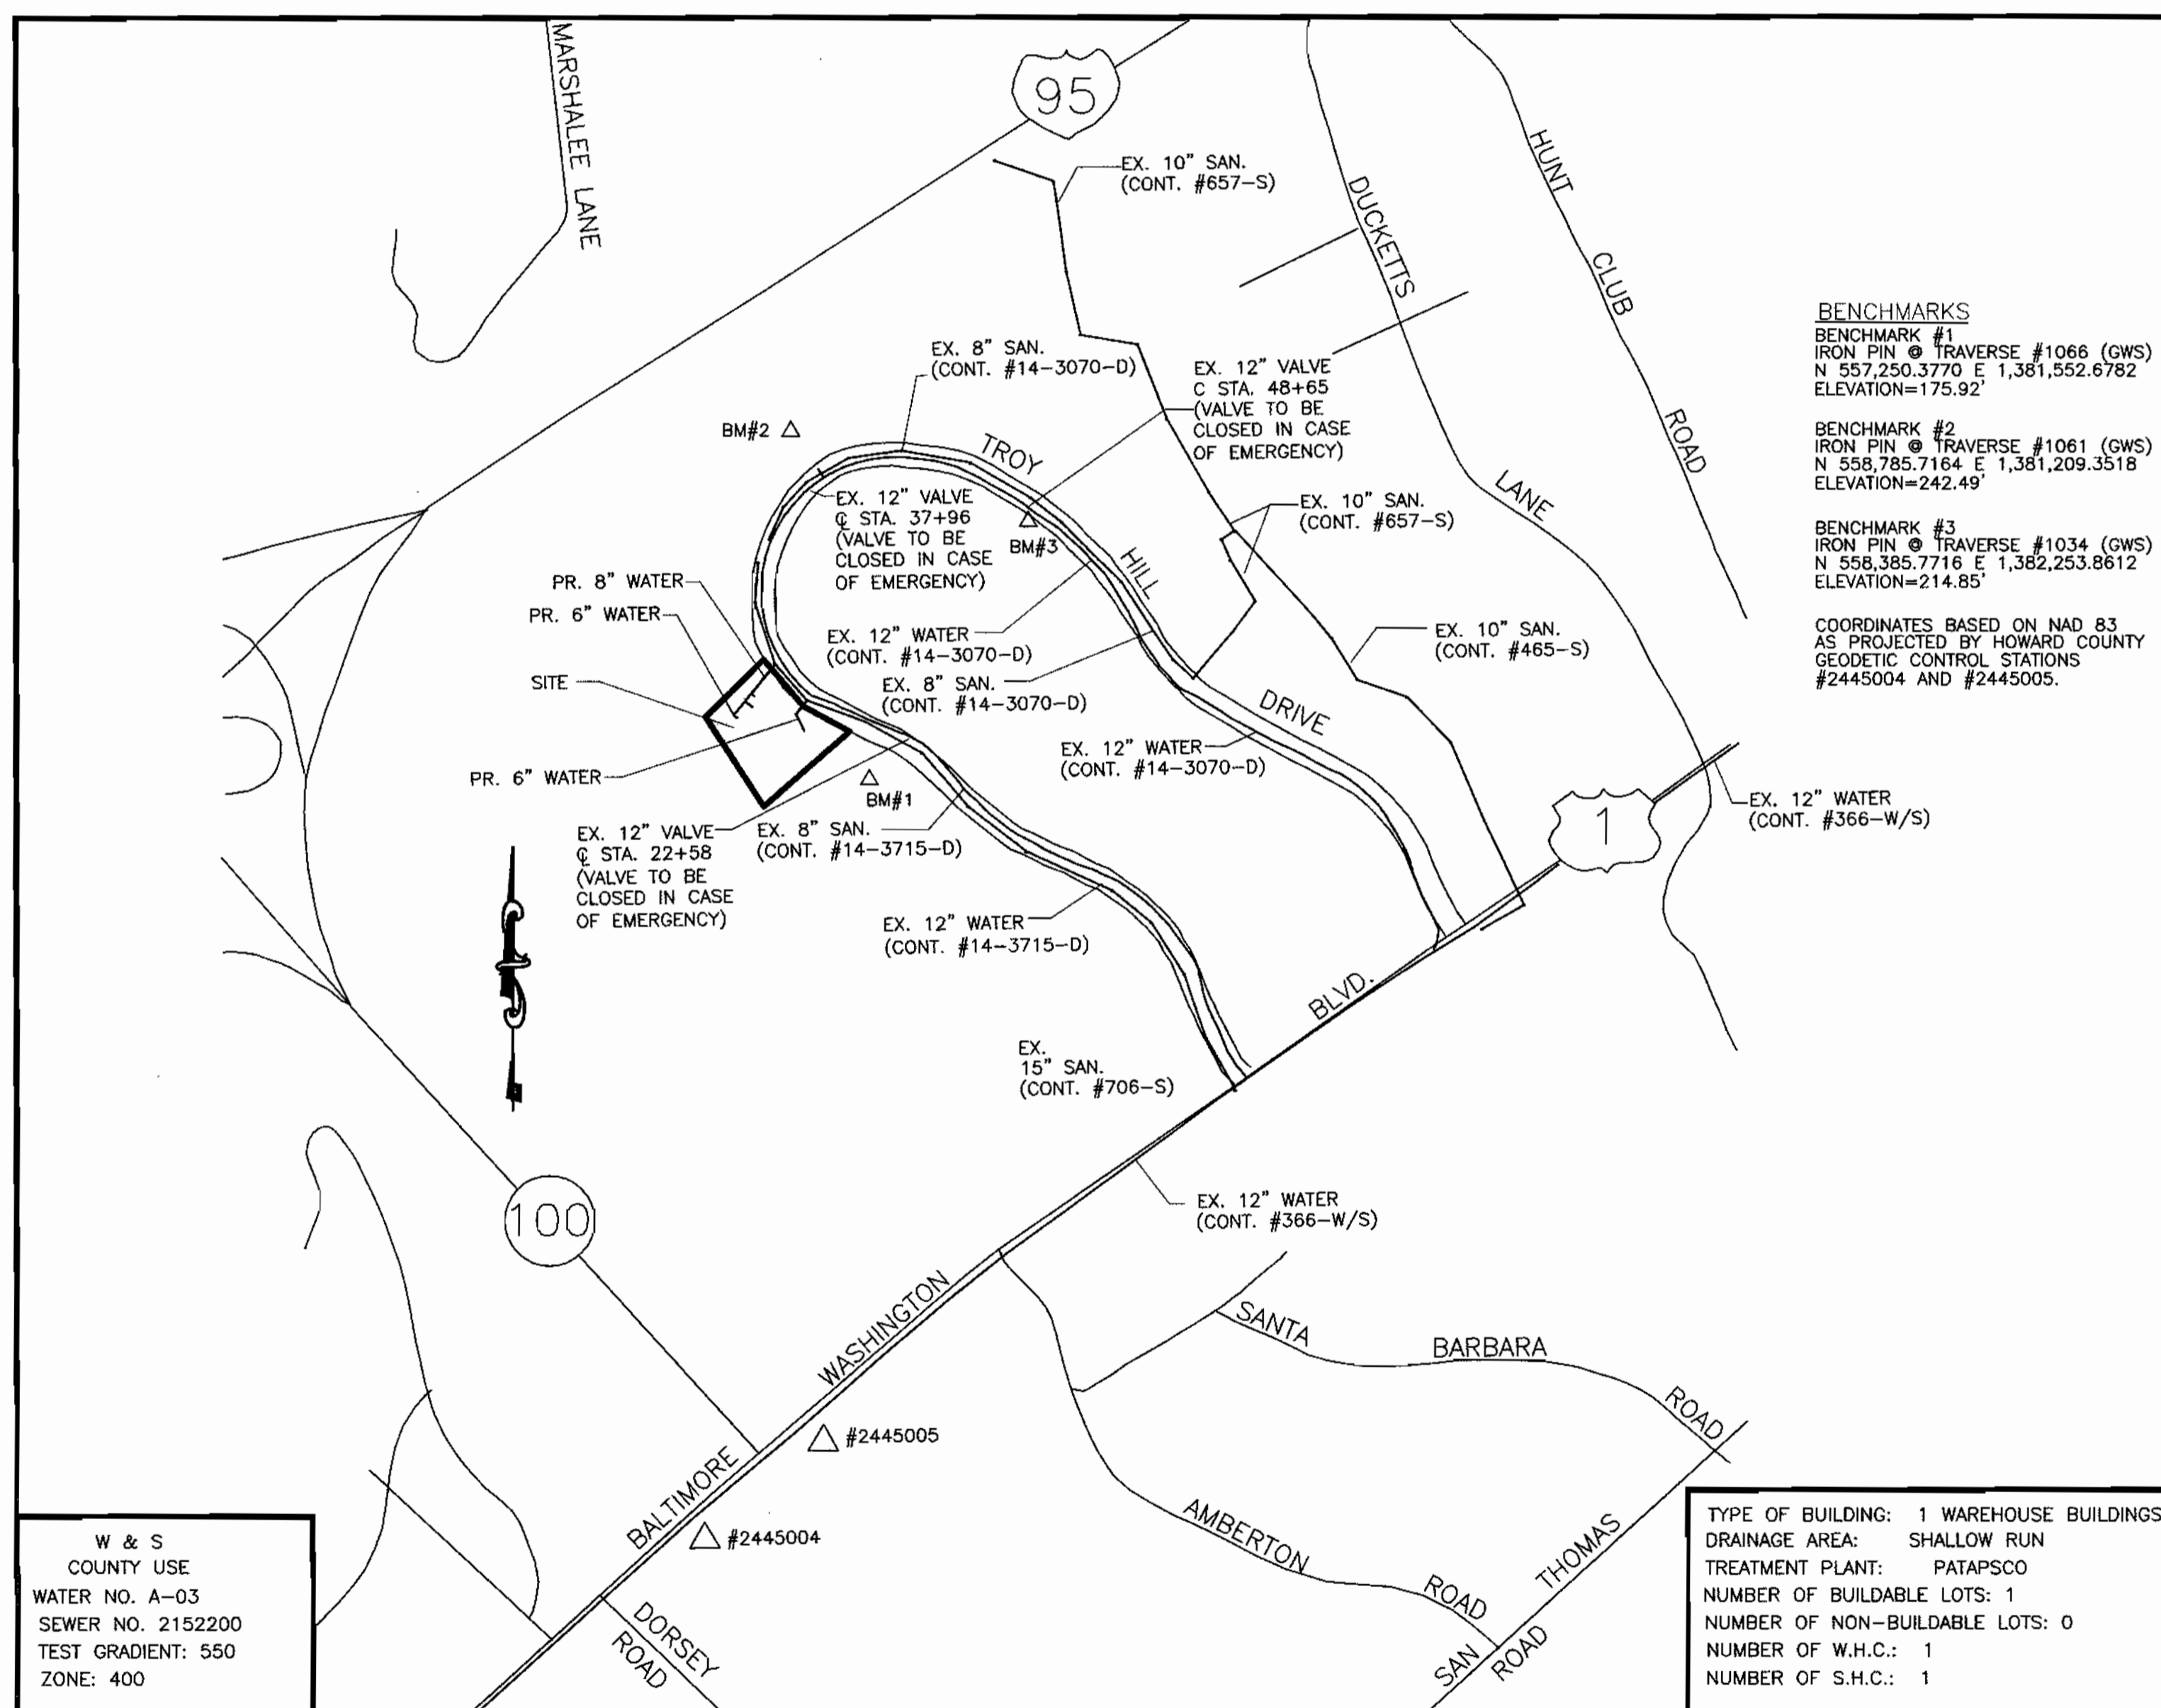 MARSHALEE LANE
95
EX. 10" SAN.
(CONT. #657-S)
DUCKETTS
LANE
HUNT
CLUB
ROAD
BENCHMARKS
BENCHMARK #1
IRON PIN @ TRAVERSE #1066 (GWS)
N 557,250.3770 E 1,381,552.6782
ELEVATION=175.92'
BENCHMARK #2
IRON PIN @ TRAVERSE #1061 (GWS)
N 558,785.7164 E 1,381,209.3518
ELEVATION=242.49'
BENCHMARK #3
IRON PIN @ TRAVERSE #1034 (GWS)
N 558,385.7716 E 1,382,253.8612
ELEVATION=214.85'
COORDINATES BASED ON NAD 83
AS PROJECTED BY HOWARD COUNTY
GEODETIC CONTROL STATIONS
#2445004 AND #2445005.
EX. 8" SAN.
(CONT. #14-3070-D)
EX. 12" VALVE
C STA. 48+65
(VALVE TO BE
CLOSED IN CASE
OF EMERGENCY)
BM#2
TROY
HILL
DRIVE
EX. 12" VALVE
℄ STA. 37+96
(VALVE TO BE
CLOSED IN CASE
OF EMERGENCY)
BM#3
EX. 10" SAN.
(CONT. #657-S)
PR. 8" WATER
PR. 6" WATER
EX. 12" WATER
(CONT. #14-3070-D)
EX. 10" SAN.
(CONT. #465-S)
SITE
EX. 8" SAN.
(CONT. #14-3070-D)
EX. 12" WATER
(CONT. #14-3070-D)
PR. 6" WATER
BM#1
EX. 12" WATER
(CONT. #366-W/S)
1
EX. 12" VALVE
℄ STA. 22+58
(VALVE TO BE
CLOSED IN CASE
OF EMERGENCY)
EX. 8" SAN.
(CONT. #14-3715-D)
EX. 12" WATER
(CONT. #14-3715-D)
EX.
15" SAN.
(CONT. #706-S)
BALTIMORE
WASHINGTON
BLVD.
EX. 12" WATER
(CONT. #366-W/S)
100
SANTA
BARBARA
ROAD
#2445005
#2445004
AMBERTON
ROAD
SAN
THOMAS
ROAD
DORSEY
ROAD
W & S
COUNTY USE
WATER NO. A-03
SEWER NO. 2152200
TEST GRADIENT: 550
ZONE: 400
TYPE OF BUILDING: 1 WAREHOUSE BUILDINGS
DRAINAGE AREA: SHALLOW RUN
TREATMENT PLANT: PATAPSCO
NUMBER OF BUILDABLE LOTS: 1
NUMBER OF NON-BUILDABLE LOTS: 0
NUMBER OF W.H.C.: 1
NUMBER OF S.H.C.: 1